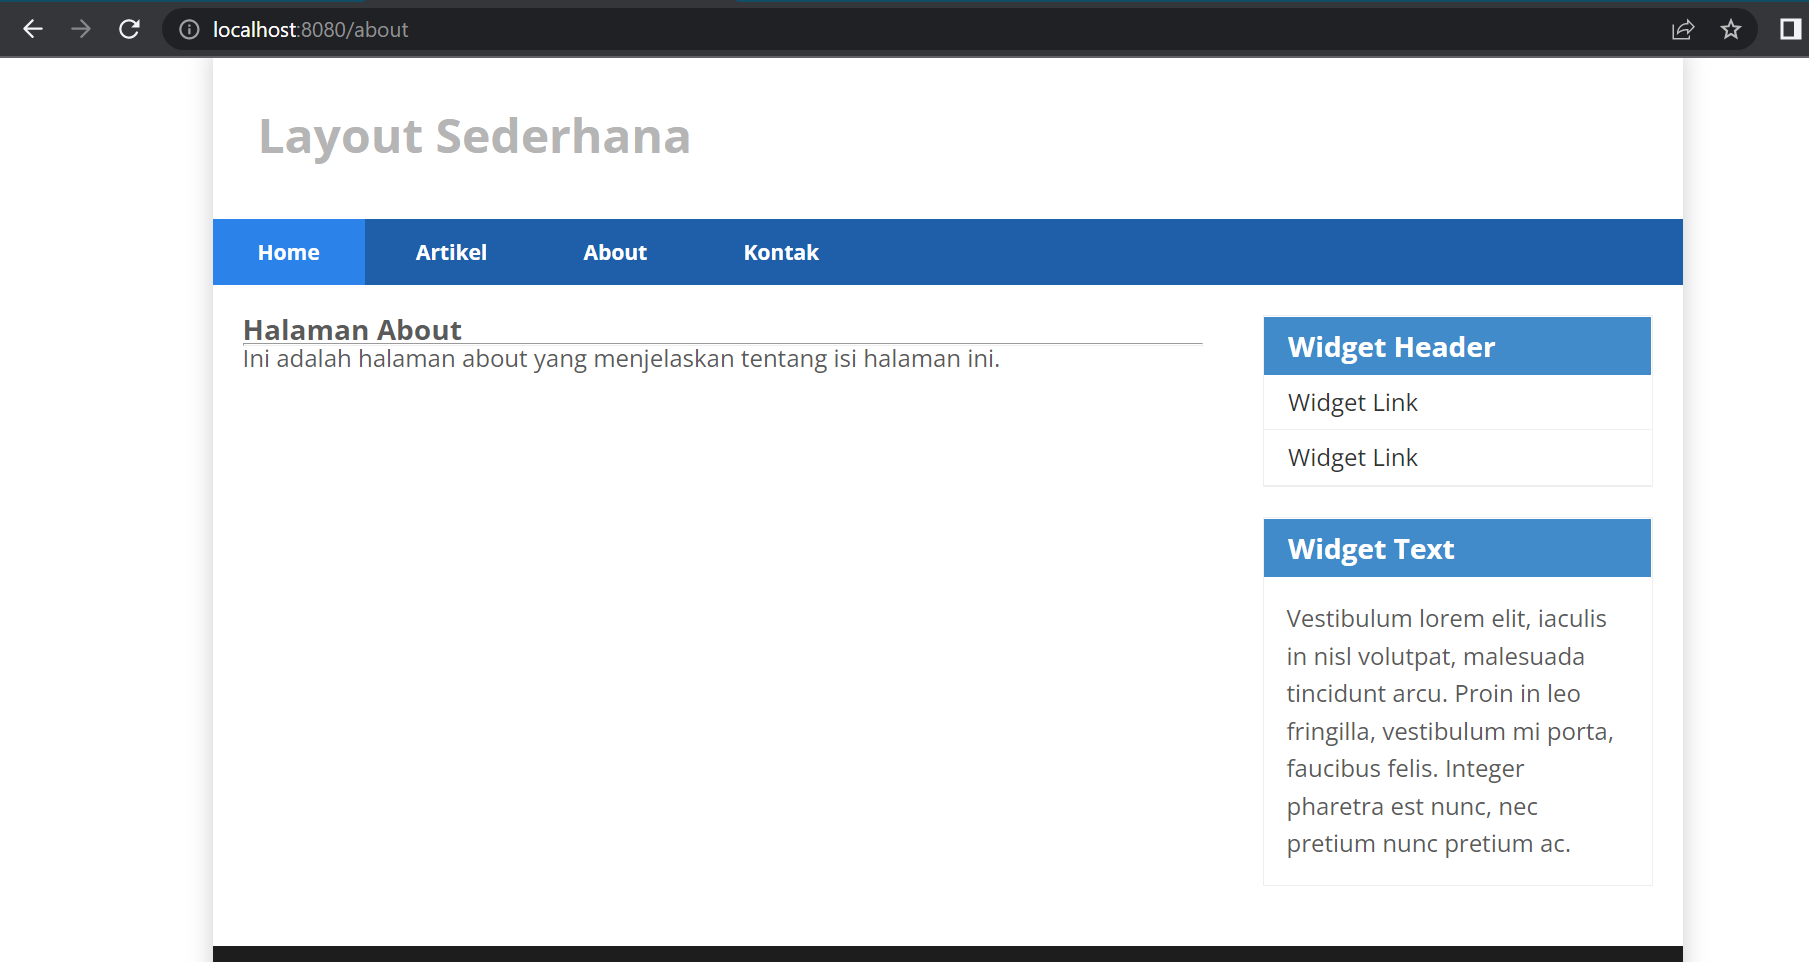 localhost:8080/about
Layout Sederhana
Home Artikel About Kontak
Halaman About
Ini adalah halaman about yang menjelaskan tentang isi halaman ini.
Widget Header
Widget Link
Widget Link
Widget Text
Vestibulum lorem elit, iaculis
in nisl volutpat, malesuada
tincidunt arcu. Proin in leo
fringilla, vestibulum mi porta,
faucibus felis. Integer
pharetra est nunc, nec
pretium nunc pretium ac.